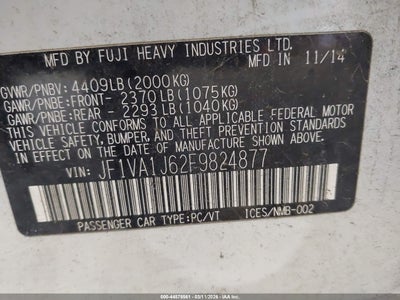 MFD BY FUJI HEAVY INDUSTRIES LTD.
MFD IN 11/14
GVWR/PNBV: 4409LB(2000KG)
GAWR/PNBE:FRONT- 2370LB(1075KG)
GAWR/PNBE:REAR - 2293LB(1040KG)
THIS VEHICLE CONFORMS TO ALL APPLICABLE FEDERAL MOTOR
VEHICLE SAFETY, BUMPER, AND THEFT PREVENTION STANDARDS
IN EFFECT ON THE DATE OF MANUFACTURE SHOWN ABOVE.
VIN: JF1VA1J62F9824877
PASSENGER CAR TYPE:PC/VT
ICES/NMB-002